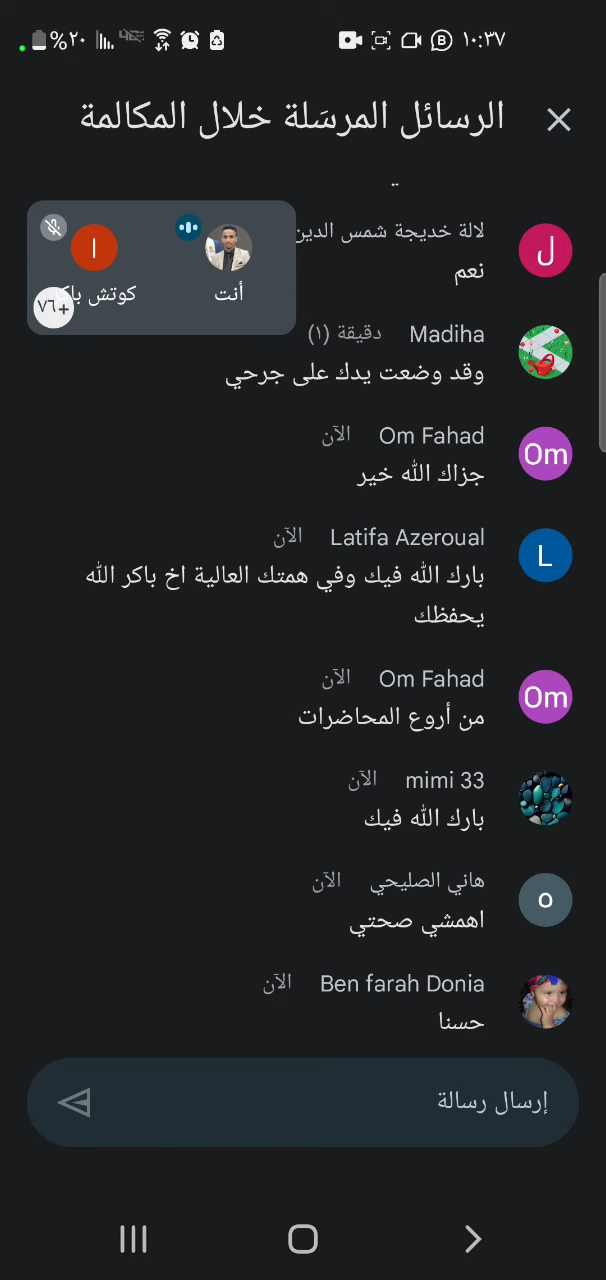 ١٠:٣٧
%٢٠
الرسائل المرسَلة خلال المكالمة
أنت
ا
كوتش باكر
+٧٦
ل
لالة خديجة شمس الدين
نعم
Madiha دقيقة (١)
وقد وضعت يدك على جرحي
Om
Om Fahad الآن
جزاك الله خير
L
Latifa Azeroual الآن
بارك الله فيك وفي همتك العالية اخ باكر الله
يحفظك
Om
Om Fahad الآن
من أروع المحاضرات
mimi 33 الآن
بارك الله فيك
o
هاني الصليحي الآن
اهمشي صحتي
Ben farah Donia الآن
حسنا
إرسال رسالة